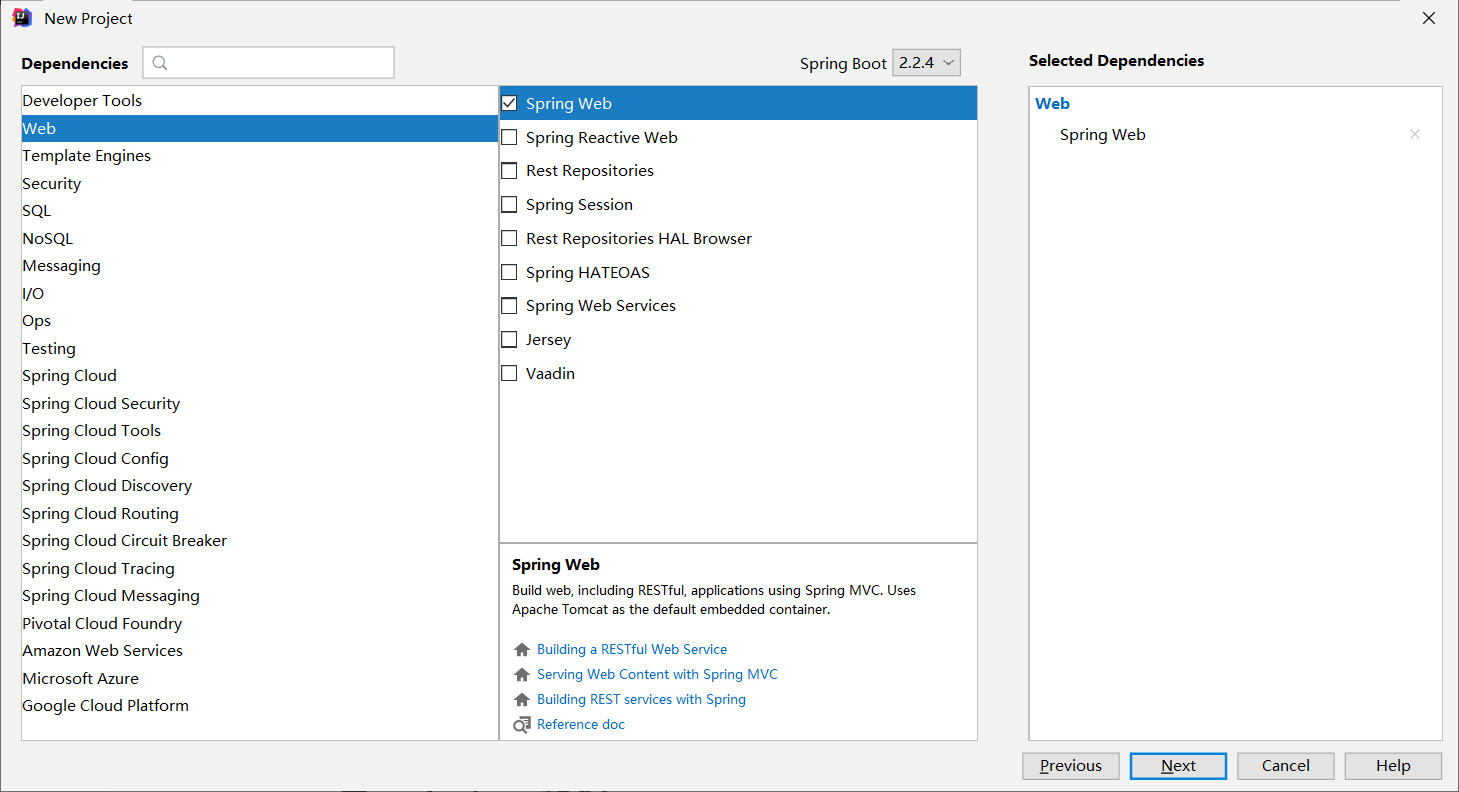 New Project
Dependencies
Spring Boot 2.2.4
Selected Dependencies
Developer Tools
Web
Template Engines
Security
SQL
NoSQL
Messaging
I/O
Ops
Testing
Spring Cloud
Spring Cloud Security
Spring Cloud Tools
Spring Cloud Config
Spring Cloud Discovery
Spring Cloud Routing
Spring Cloud Circuit Breaker
Spring Cloud Tracing
Spring Cloud Messaging
Pivotal Cloud Foundry
Amazon Web Services
Microsoft Azure
Google Cloud Platform
Spring Web
Spring Reactive Web
Rest Repositories
Spring Session
Rest Repositories HAL Browser
Spring HATEOAS
Spring Web Services
Jersey
Vaadin
Spring Web
Build web, including RESTful, applications using Spring MVC. Uses
Apache Tomcat as the default embedded container.
Building a RESTful Web Service
Serving Web Content with Spring MVC
Building REST services with Spring
Reference doc
Web
Spring Web
Previous
Next
Cancel
Help